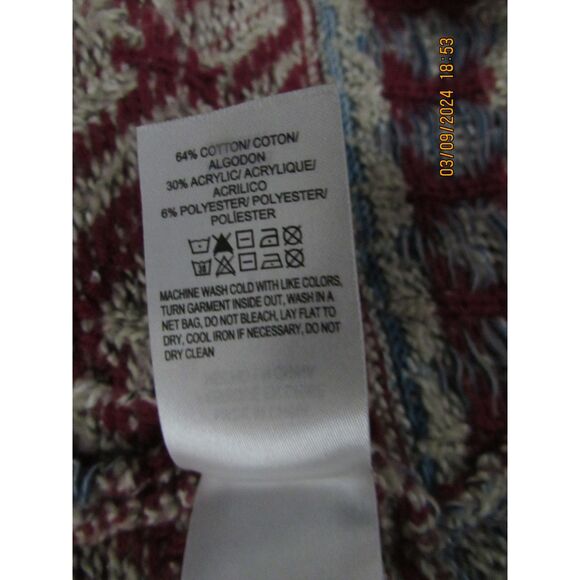 64% COTTON/ COTON/
ALGODON
30% ACRYLIC/ ACRYLIQUE/
ACRILICO
6% POLYESTER/ POLYESTER/
POLÍESTER
MACHINE WASH COLD WITH LIKE COLORS,
TURN GARMENT INSIDE OUT, WASH IN A
NET BAG, DO NOT BLEACH, LAY FLAT TO
DRY, COOL IRON IF NECESSARY, DO NOT
DRY CLEAN
03/09/2024 18:53